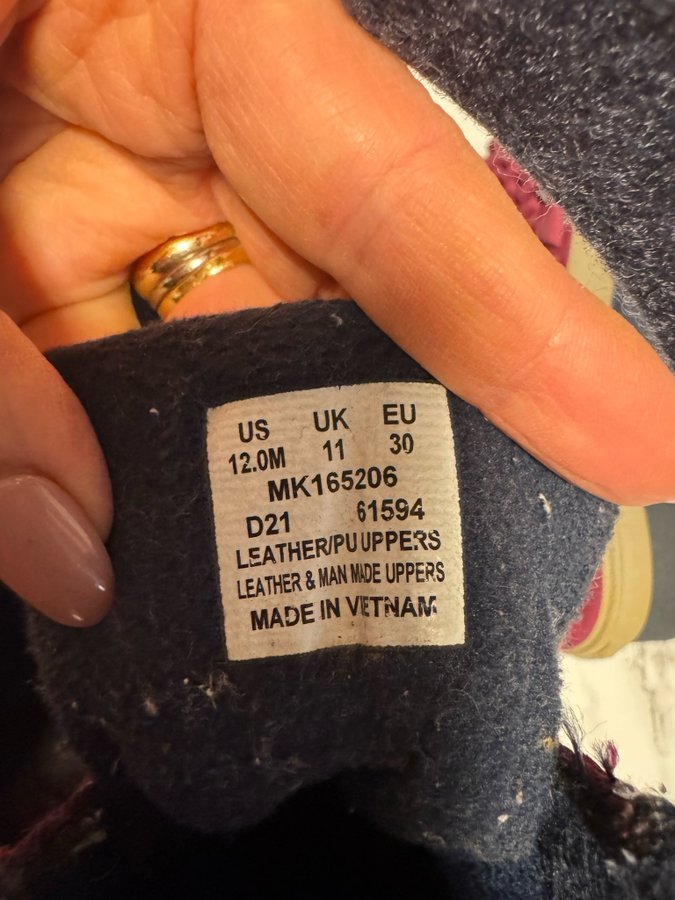 US UK EU
12.0M 11 30
MK165206
D21 61594
LEATHER/PU UPPERS
LEATHER & MAN MADE UPPERS
MADE IN VIETNAM